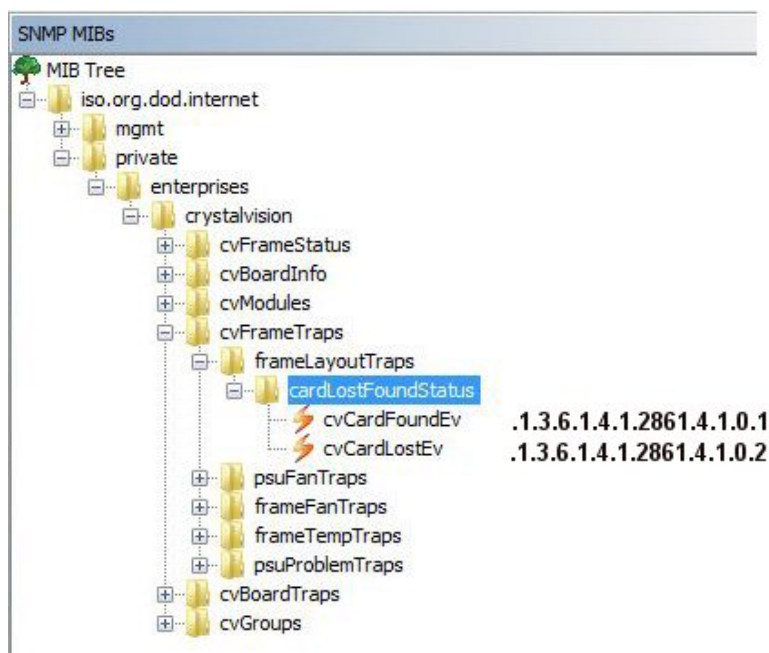 SNMP MIBs
MIB Tree
iso.org.dod.internet
mgmt
private
enterprises
crystalvision
cvFrameStatus
cvBoardInfo
cvModules
cvFrameTraps
frameLayoutTraps
cardLostFoundStatus
cvCardFoundEv .1.3.6.1.4.1.2861.4.1.0.1
cvCardLostEv .1.3.6.1.4.1.2861.4.1.0.2
psuFanTraps
frameFanTraps
frameTempTraps
psuProblemTraps
cvBoardTraps
cvGroups